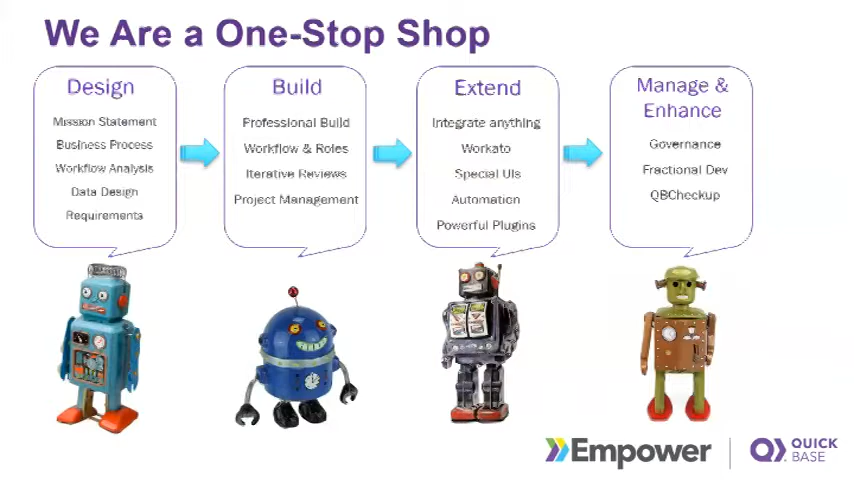 We Are a One-Stop Shop
Design
Mission Statement
Business Process
Workflow Analysis
Data Design
Requirements
Build
Professional Build
Workflow & Roles
Iterative Reviews
Project Management
Extend
Integrate anything
Workato
Special UIs
Automation
Powerful Plugins
Manage &
Enhance
Governance
Fractional Dev
QBCheckup
Empower
QUICK
BASE